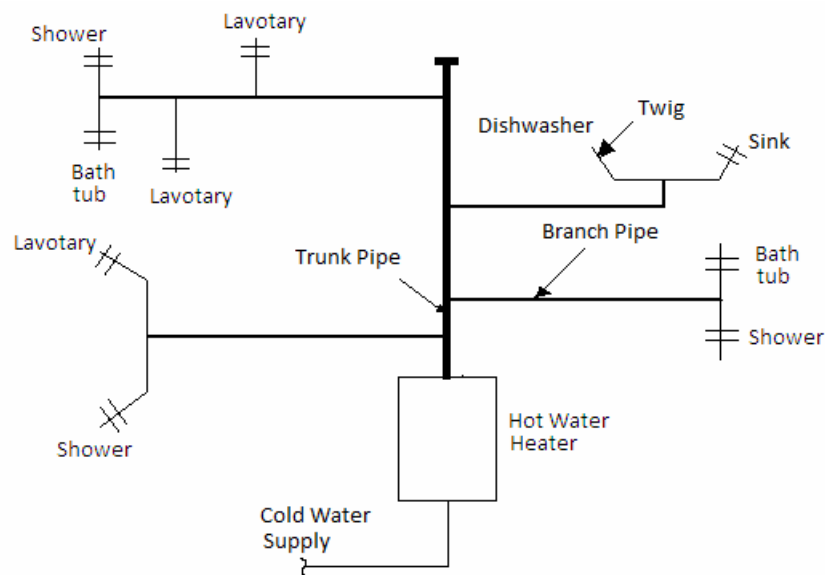 Shower
Lavotary
Bath
tub
Lavotary
Dishwasher
Twig
Sink
Lavotary
Trunk Pipe
Branch Pipe
Bath
tub
Shower
Shower
Hot Water
Heater
Cold Water
Supply